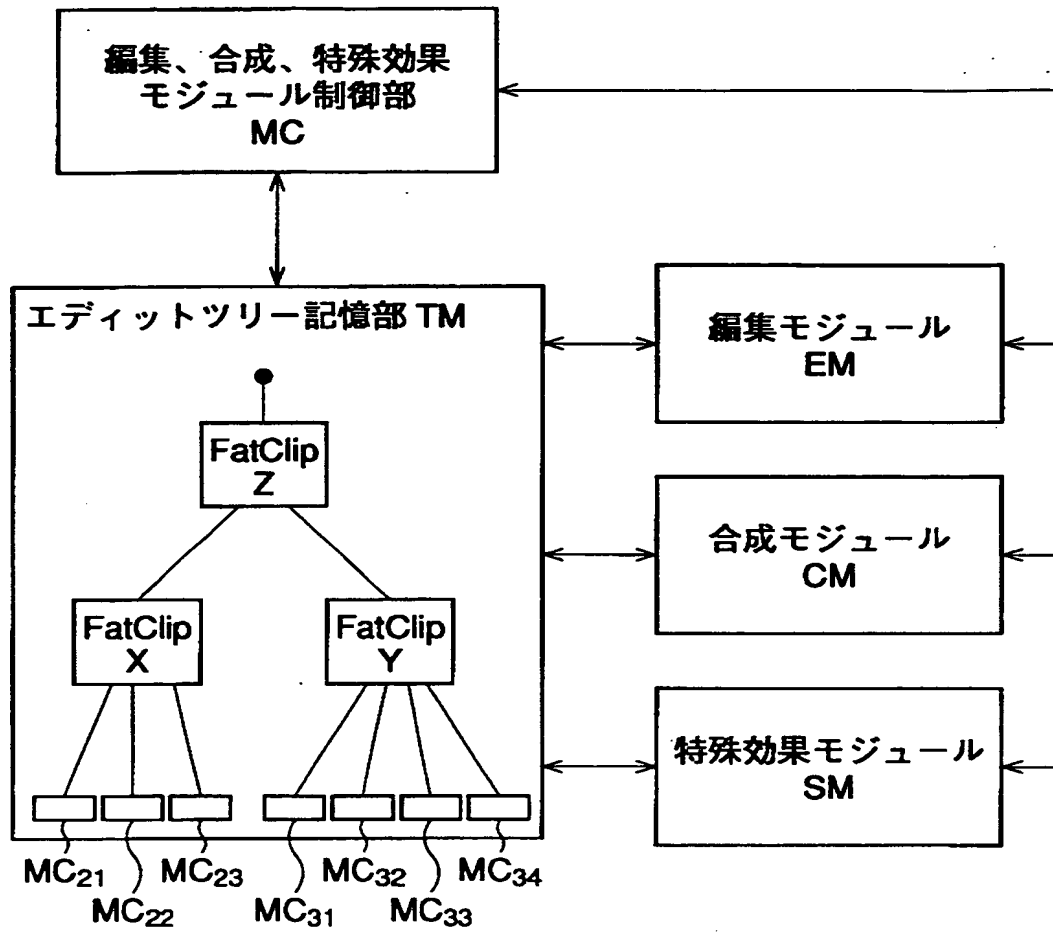 編集、合成、特殊効果
モジュール制御部
MC
エディットツリー記憶部 TM
FatClip
Z
FatClip
X
FatClip
Y
MC21
MC22
MC23
MC31
MC32
MC33
MC34
編集モジュール
EM
合成モジュール
CM
特殊効果モジュール
SM